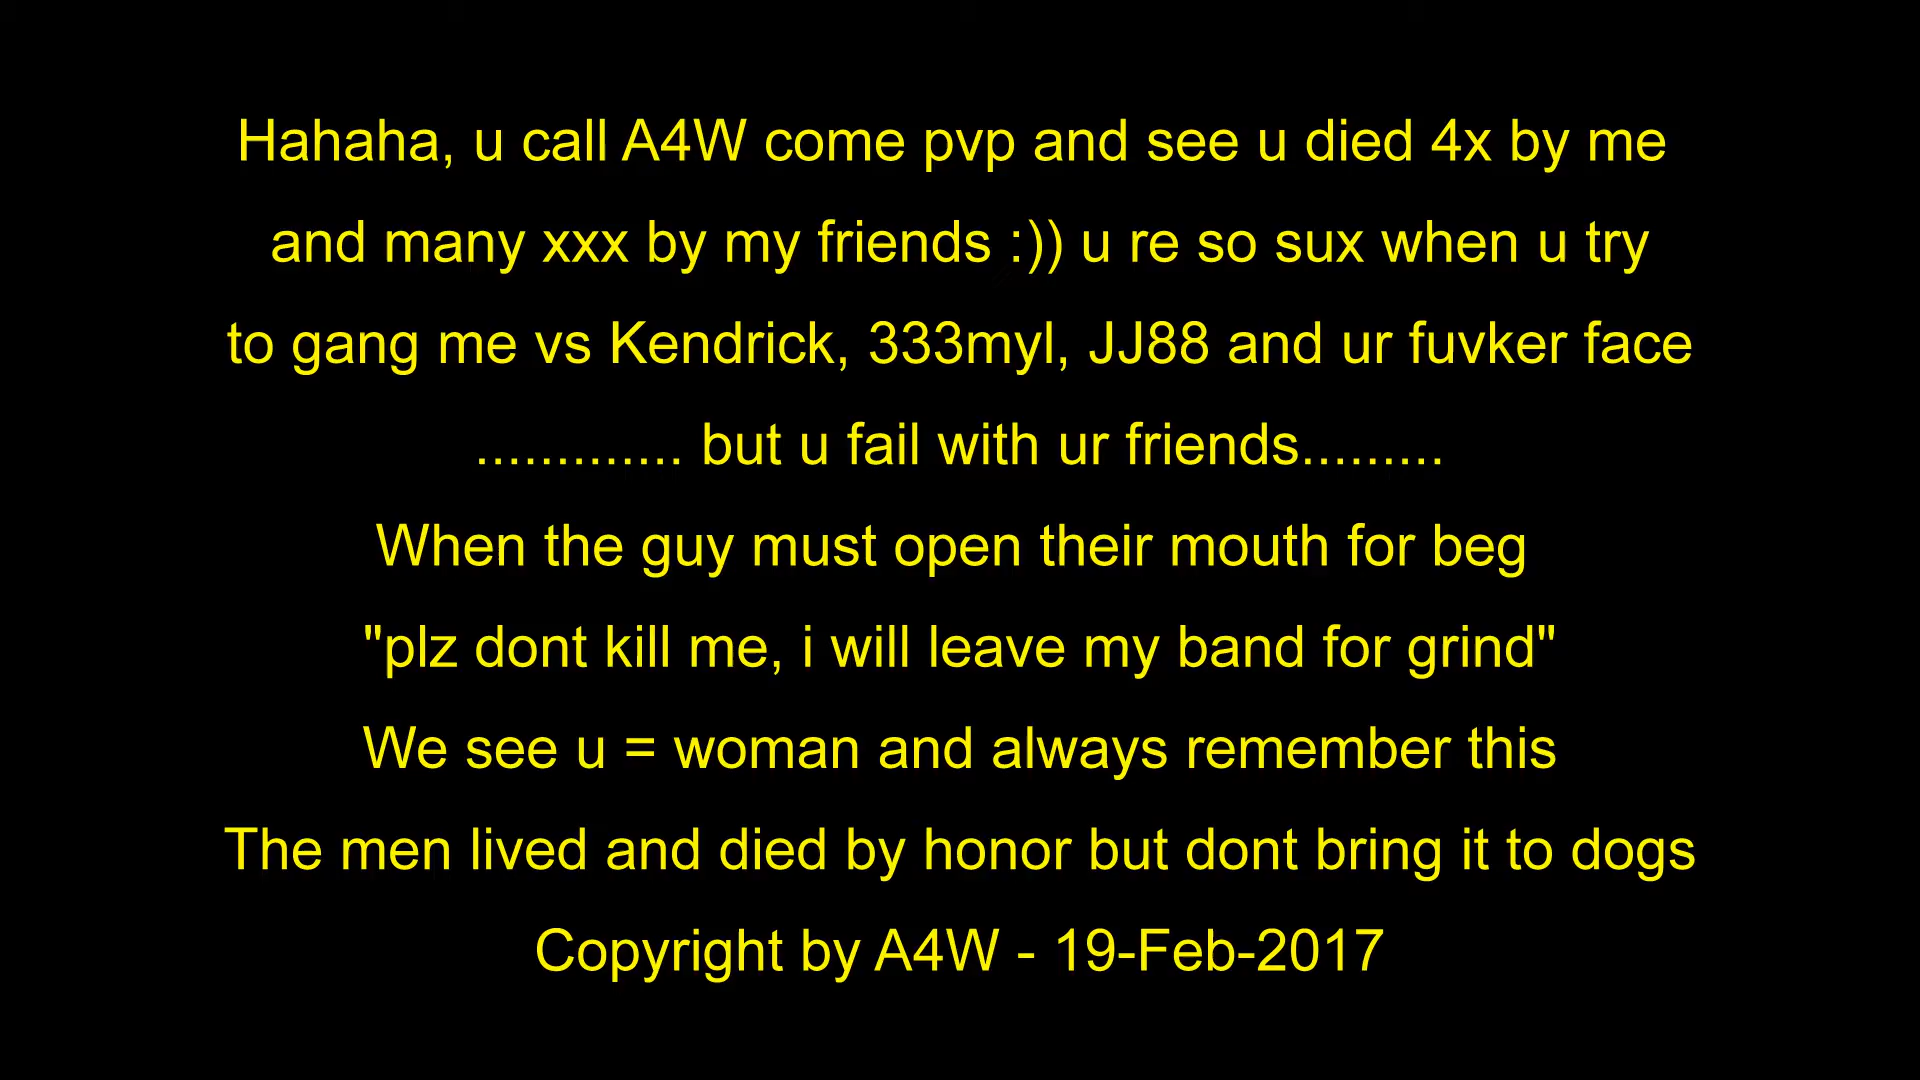 Hahaha, u call A4W come pvp and see u died 4x by me
and many xxx by my friends :)) u re so sux when u try
to gang me vs Kendrick, 333myl, JJ88 and ur fuvker face
............. but u fail with ur friends.........
When the guy must open their mouth for beg
"plz dont kill me, i will leave my band for grind"
We see u = woman and always remember this
The men lived and died by honor but dont bring it to dogs
Copyright by A4W - 19-Feb-2017